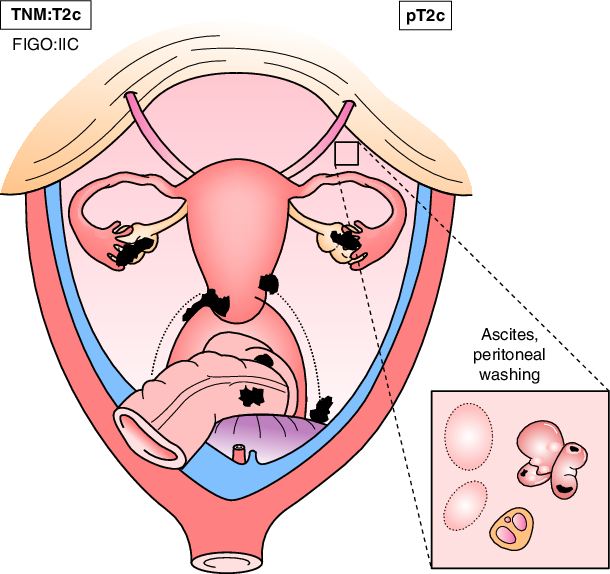 TNM:T2c
FIGO:IIC
pT2c
Ascites,
peritoneal
washing